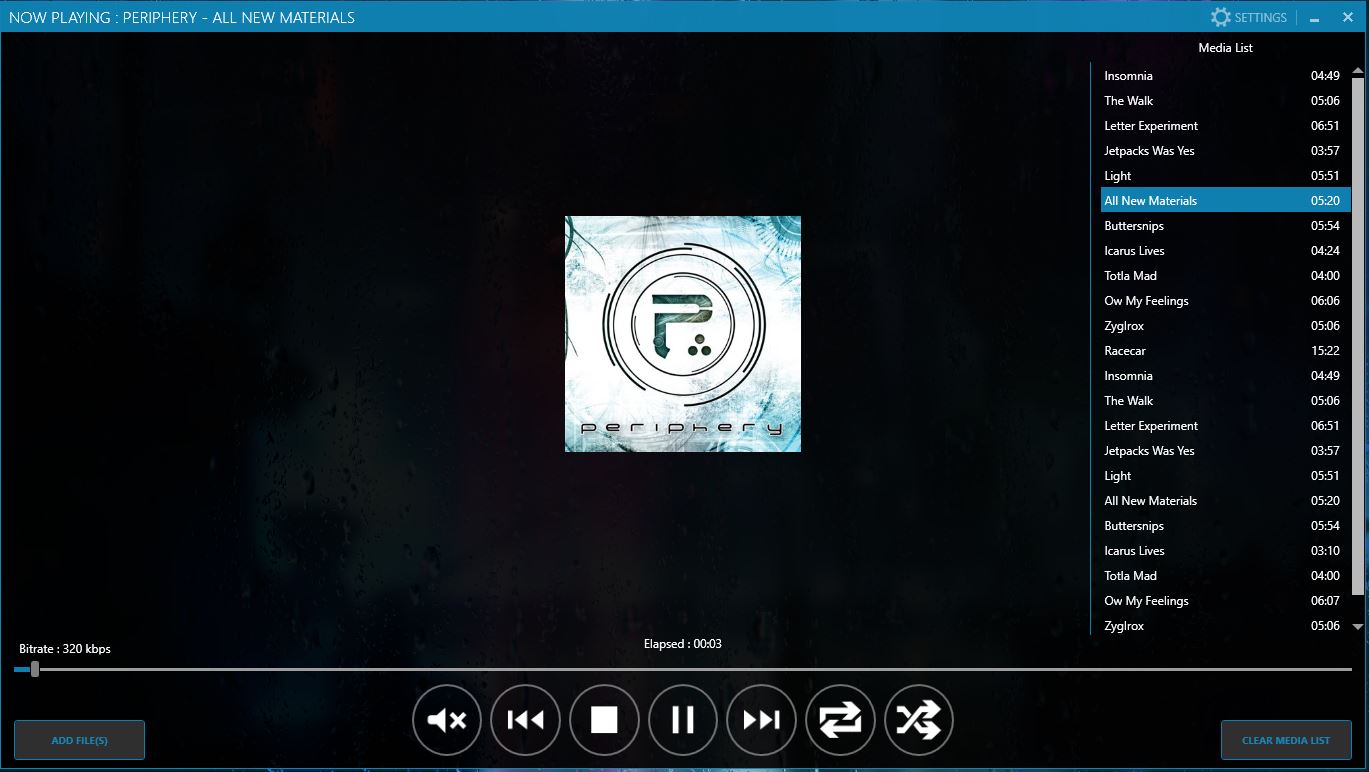 NOW PLAYING : PERIPHERY - ALL NEW MATERIALS
SETTINGS
Media List
Insomnia 04:49
The Walk 05:06
Letter Experiment 06:51
Jetpacks Was Yes 03:57
Light 05:51
All New Materials 05:20
Buttersnips 05:54
Icarus Lives 04:24
Totla Mad 04:00
Ow My Feelings 06:06
Zyglrox 05:06
Racecar 15:22
Insomnia 04:49
The Walk 05:06
Letter Experiment 06:51
Jetpacks Was Yes 03:57
Light 05:51
All New Materials 05:20
Buttersnips 05:54
Icarus Lives 03:10
Totla Mad 04:00
Ow My Feelings 06:07
Zyglrox 05:06
P
periphery
Bitrate : 320 kbps
Elapsed : 00:03
ADD FILE(S)
CLEAR MEDIA LIST